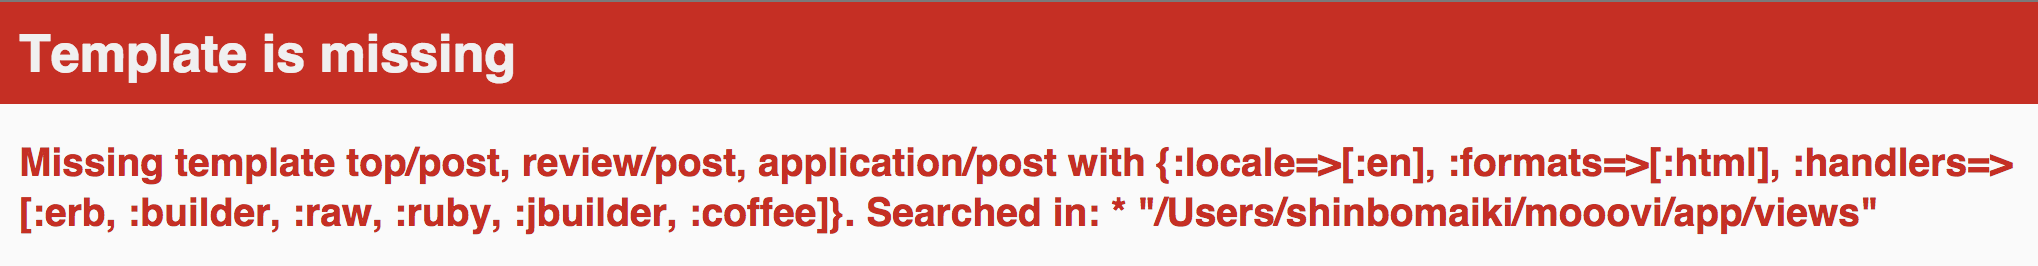 Template is missing
Missing template top/post, review/post, application/post with {:locale=>[:en], :formats=>[:html], :handlers=>
[:erb, :builder, :raw, :ruby, :jbuilder, :coffee]}. Searched in: * "/Users/shinbomaiki/mooovi/app/views"